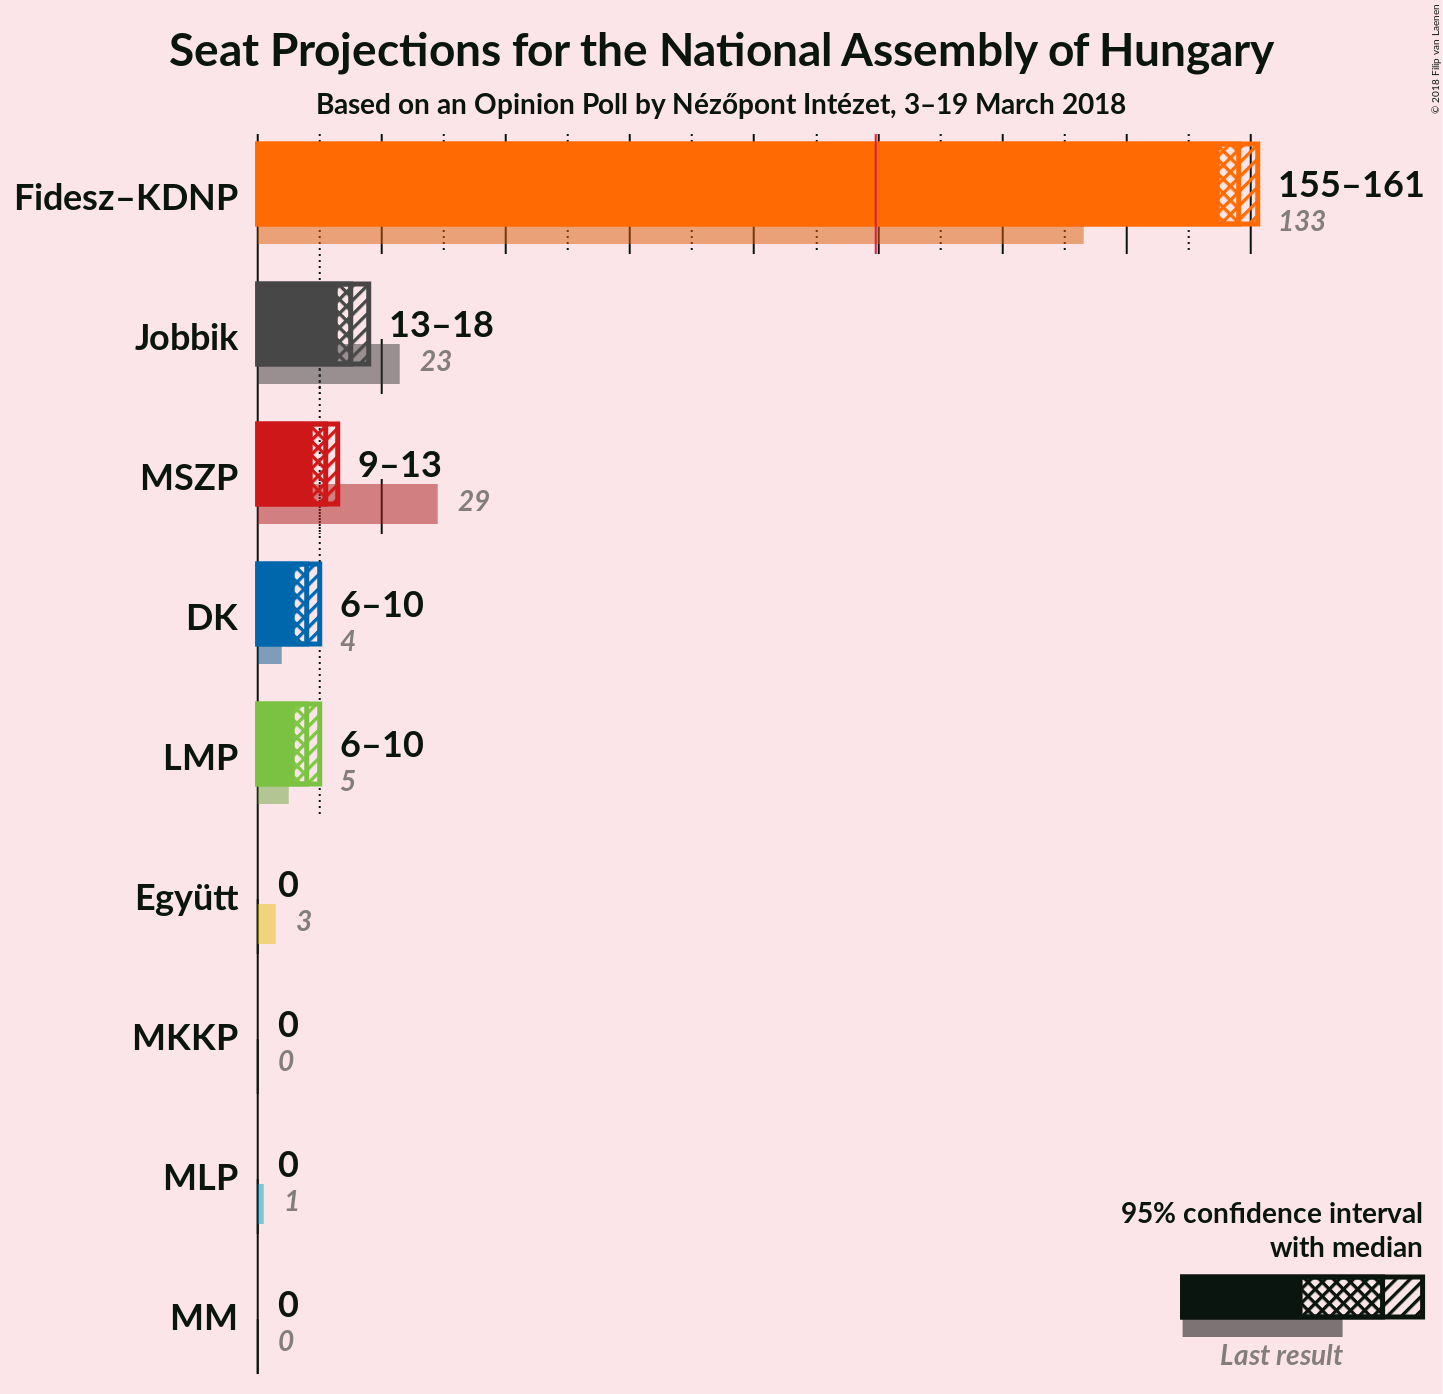 Seat Projections for the National Assembly of Hungary
Based on an Opinion Poll by Nézőpont Intézet, 3–19 March 2018
© 2018 Filip van Laenen
Fidesz–KDNP
155–161
133
Jobbik
13–18
23
MSZP
9–13
29
DK
6–10
4
LMP
6–10
5
Együtt
0
3
MKKP
0
0
MLP
0
1
MM
0
0
95% confidence interval
with median
Last result